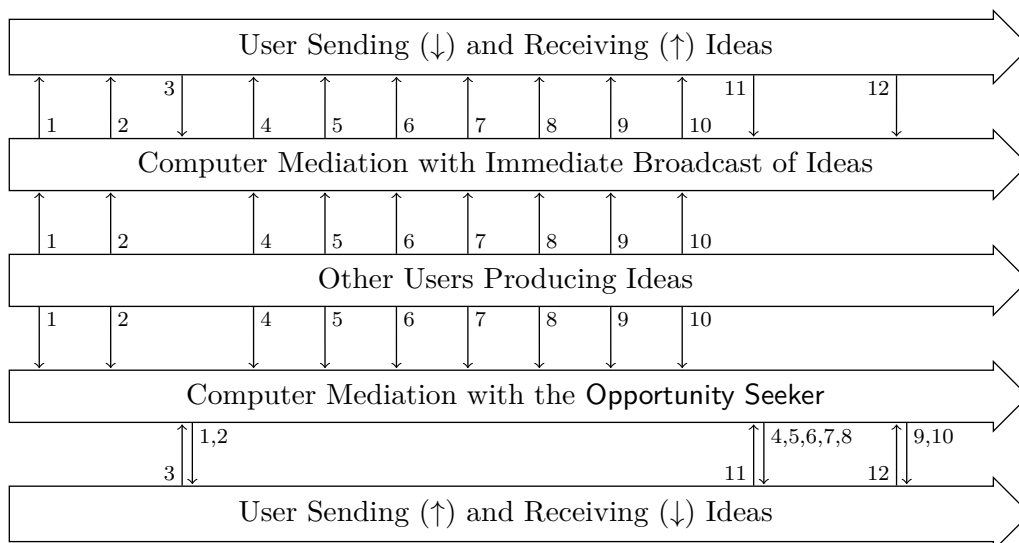 User Sending (↓) and Receiving (↑) Ideas
1 2 3 4 5 6 7 8 9 10 11 12
Computer Mediation with Immediate Broadcast of Ideas
1 2 4 5 6 7 8 9 10
Other Users Producing Ideas
1 2 4 5 6 7 8 9 10
Computer Mediation with the Opportunity Seeker
1,2 4,5,6,7,8 9,10
3 11 12
User Sending (↑) and Receiving (↓) Ideas